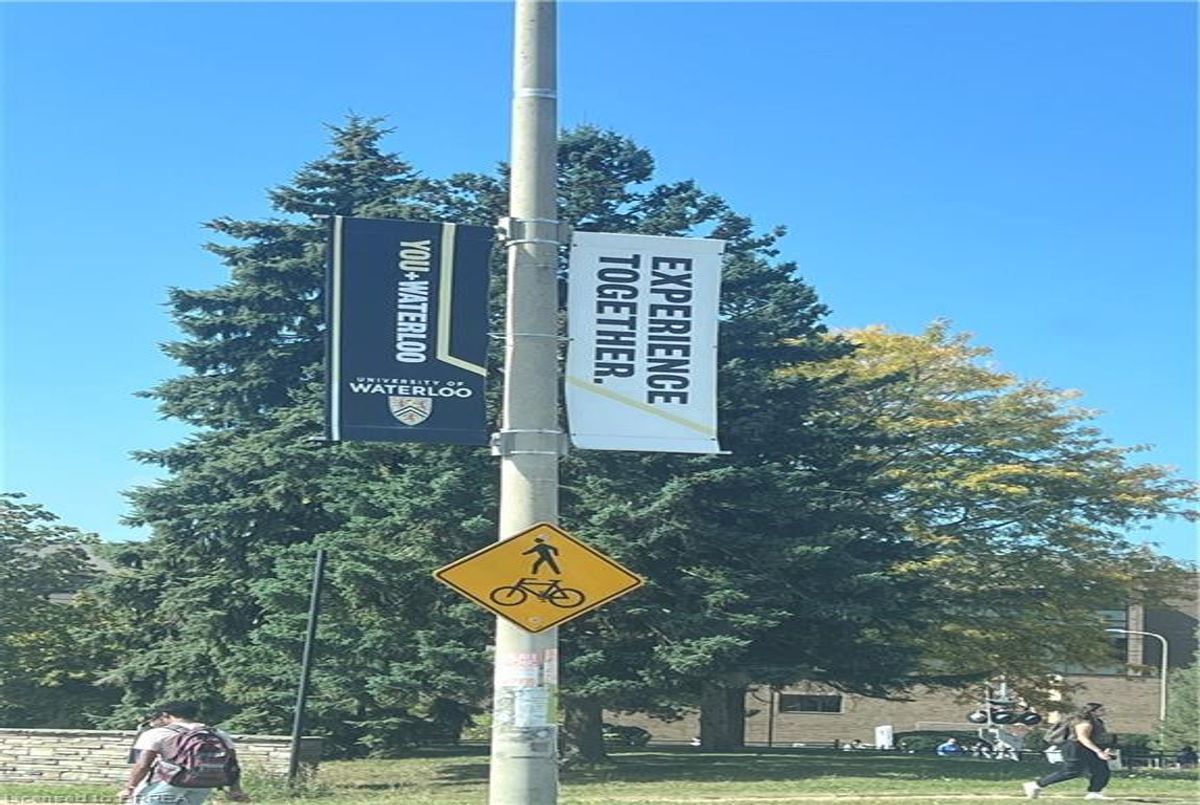 YOU+WATERLOO
UNIVERSITY OF
WATERLOO
EXPERIENCE
TOGETHER.